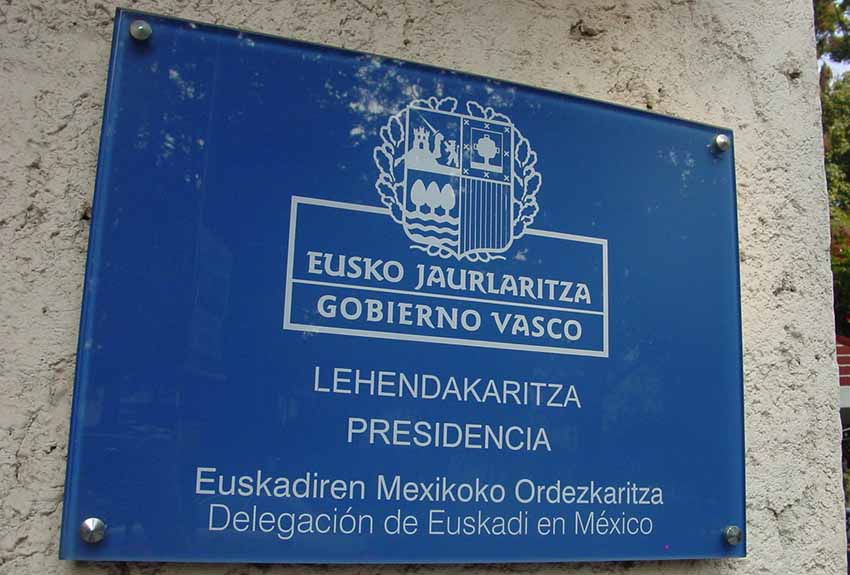 EUSKO JAURLARITZA
GOBIERNO VASCO
LEHENDAKARITZA
PRESIDENCIA
Euskadiren Mexikoko Ordezkaritza
Delegación de Euskadi en México